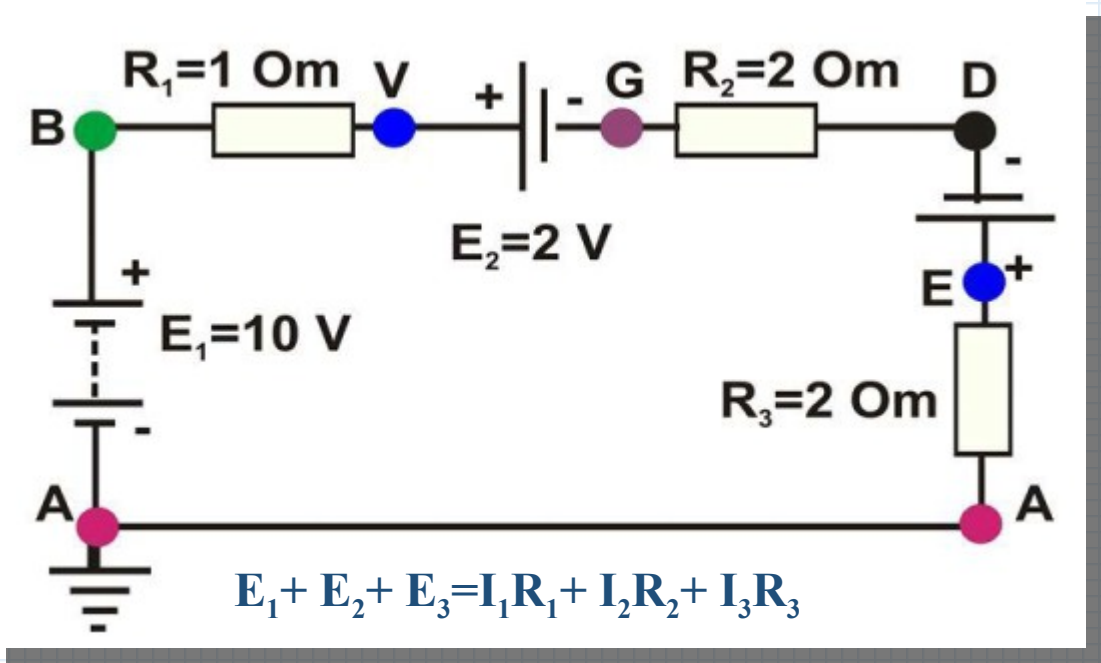 R₁=1 Om V G R₂=2 Om D
B + - -
E₂=2 V
+ E +
E₁=10 V
R₃=2 Om
-
A A
E₁+ E₂+ E₃=I₁R₁+ I₂R₂+ I₃R₃